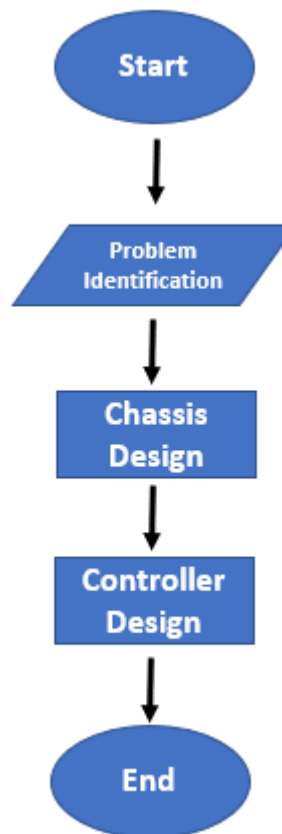 Start
Problem
Identification
Chassis
Design
Controller
Design
End